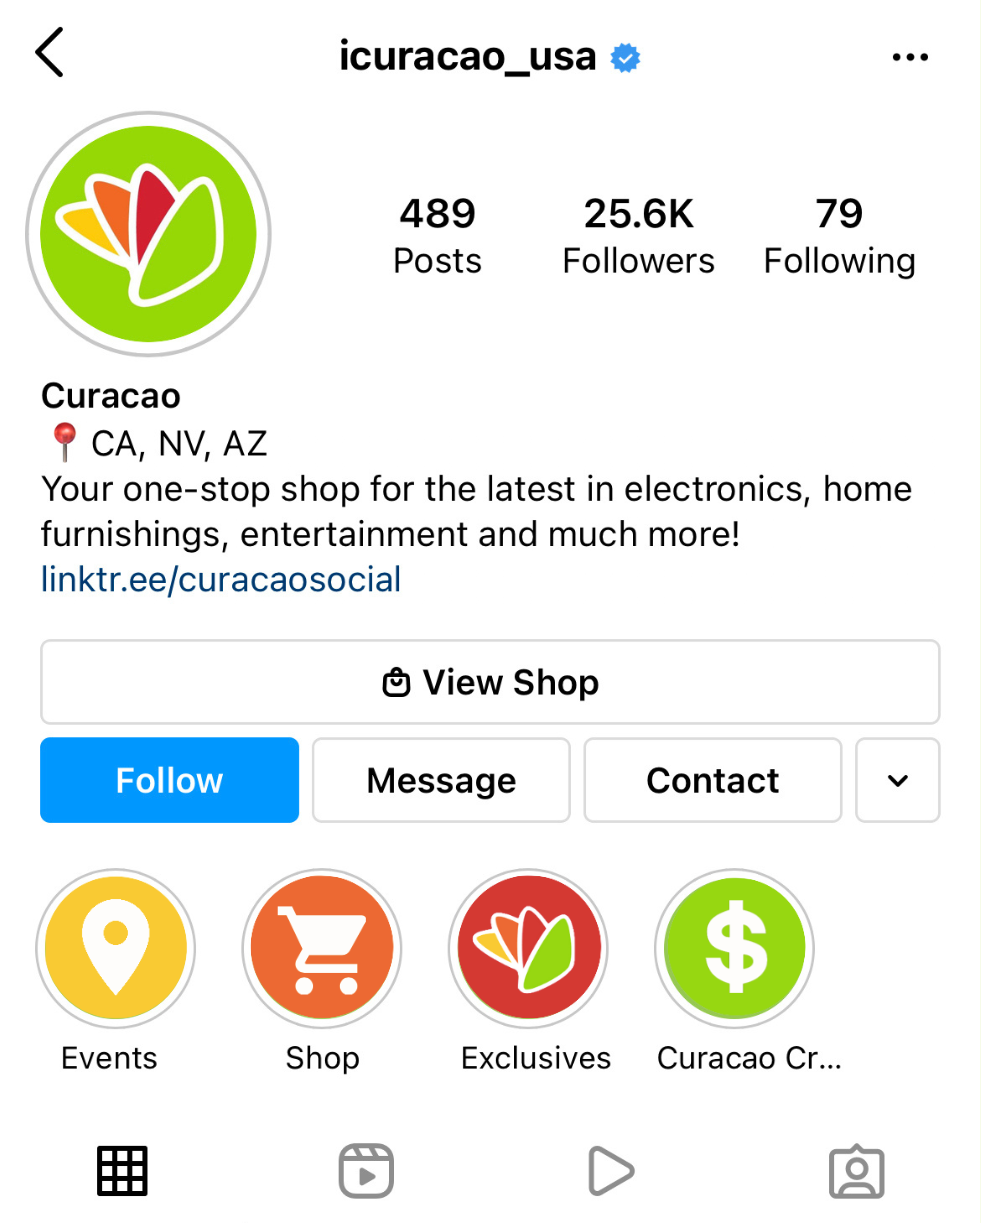 icuracao_usa
489 25.6K 79
Posts Followers Following
Curacao
📍 CA, NV, AZ
Your one-stop shop for the latest in electronics, home
furnishings, entertainment and much more!
linktr.ee/curacaosocial
View Shop
Follow Message Contact
$
Events Shop Exclusives Curacao Cr...